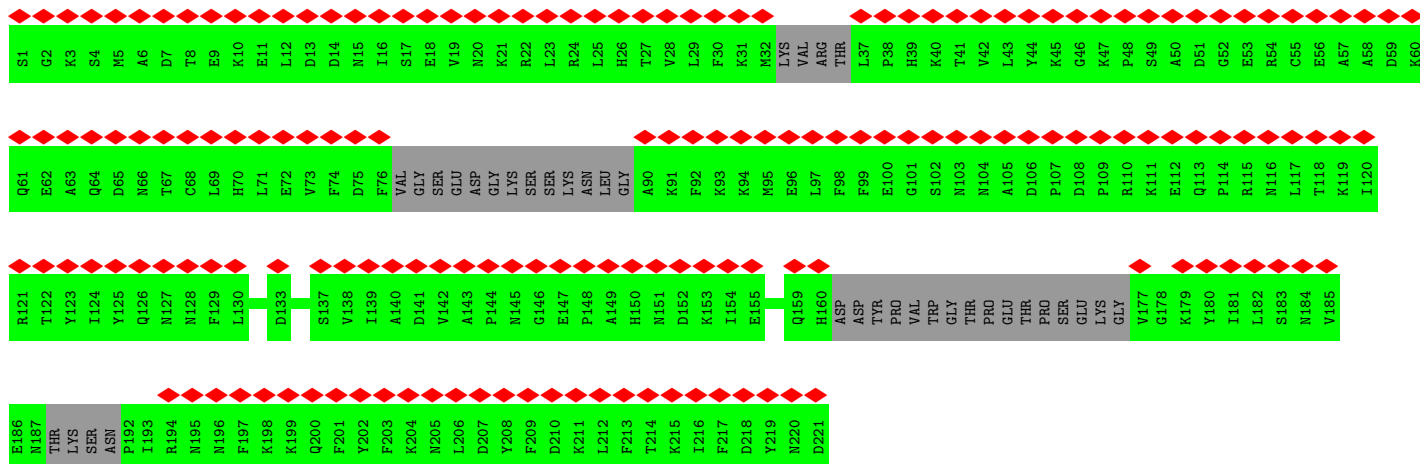 S1 G2 K3 S4 M5 A6 D7 T8 E9 K10 E11 L12 D13 D14 N15 I16 S17 E18 V19 N20 K21 R22 L23 R24 L25 H26 T27 V28 L29 F30 K31 M32 LYS VAL ARG THR L37 P38 H39 K40 T41 V42 L43 Y44 K45 G46 K47 P48 S49 A50 D51 G52 E53 R54 C55 E56 A57 A58 D59 K60
Q61 E62 A63 Q64 D65 N66 T67 C68 L69 H70 L71 E72 V73 F74 D75 F76 VAL GLY SER GLU ASP GLY LYS SER SER LYS ASN LEU GLY A90 K91 F92 K93 K94 M95 E96 L97 F98 F99 E100 G101 S102 N103 N104 A105 D106 P107 D108 P109 R110 K111 E112 Q113 P114 R115 N116 L117 T118 K119 I120
R121 T122 Y123 I124 Y125 Q126 N127 N128 F129 L130 D133 S137 V138 I139 A140 D141 V142 A143 P144 N145 G146 E147 P148 A149 H150 N151 D152 K153 I154 E155 Q159 H160 ASP ASP TYR PRO VAL TRP GLY THR PRO GLU THR PRO SER GLU LYS GLY V177 G178 K179 Y180 I181 L182 S183 N184 V185
E186 N187 THR LYS SER ASN P192 I193 R194 N195 N196 F197 K198 K199 Q200 F201 Y202 F203 K204 N205 L206 D207 Y208 F209 D210 K211 L212 F213 T214 K215 I216 F217 D218 Y219 N220 D221